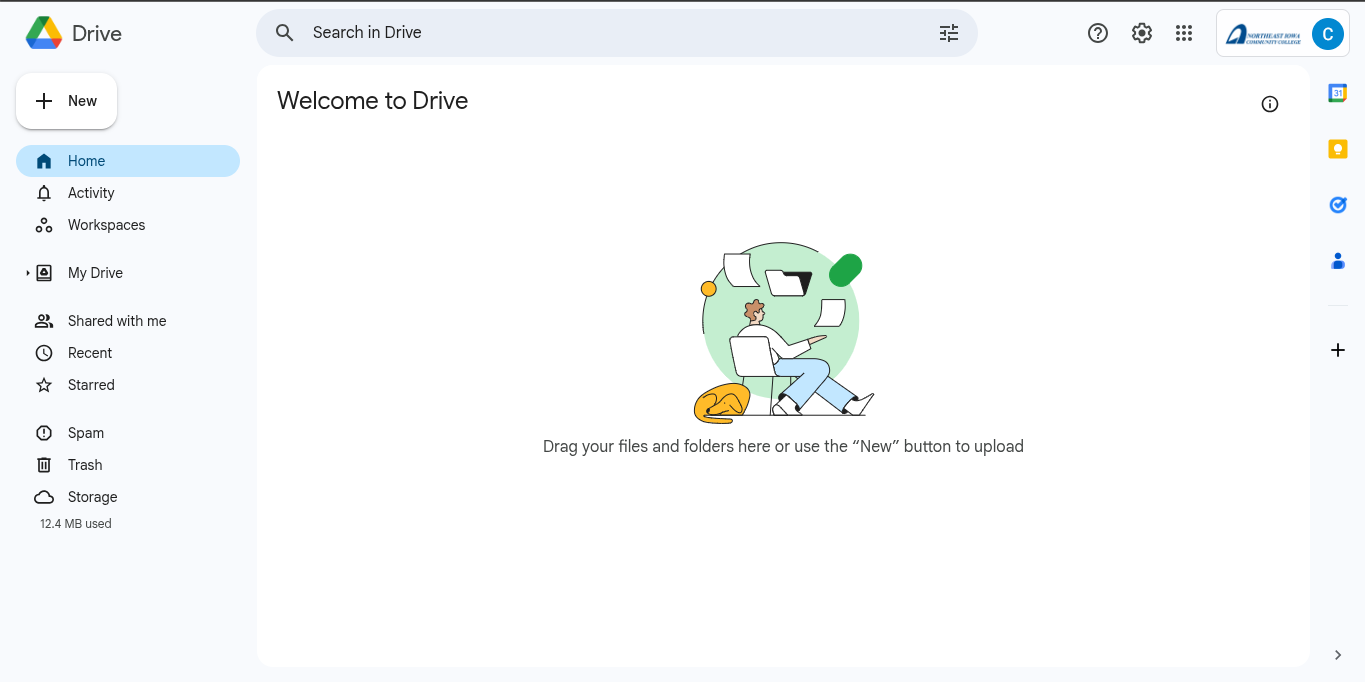 Drive
Search in Drive
NORTHEAST IOWA
COMMUNITY COLLEGE
C
New
Welcome to Drive
Home
Activity
Workspaces
My Drive
Shared with me
Recent
Starred
Spam
Trash
Storage
12.4 MB used
Drag your files and folders here or use the “New” button to upload
31